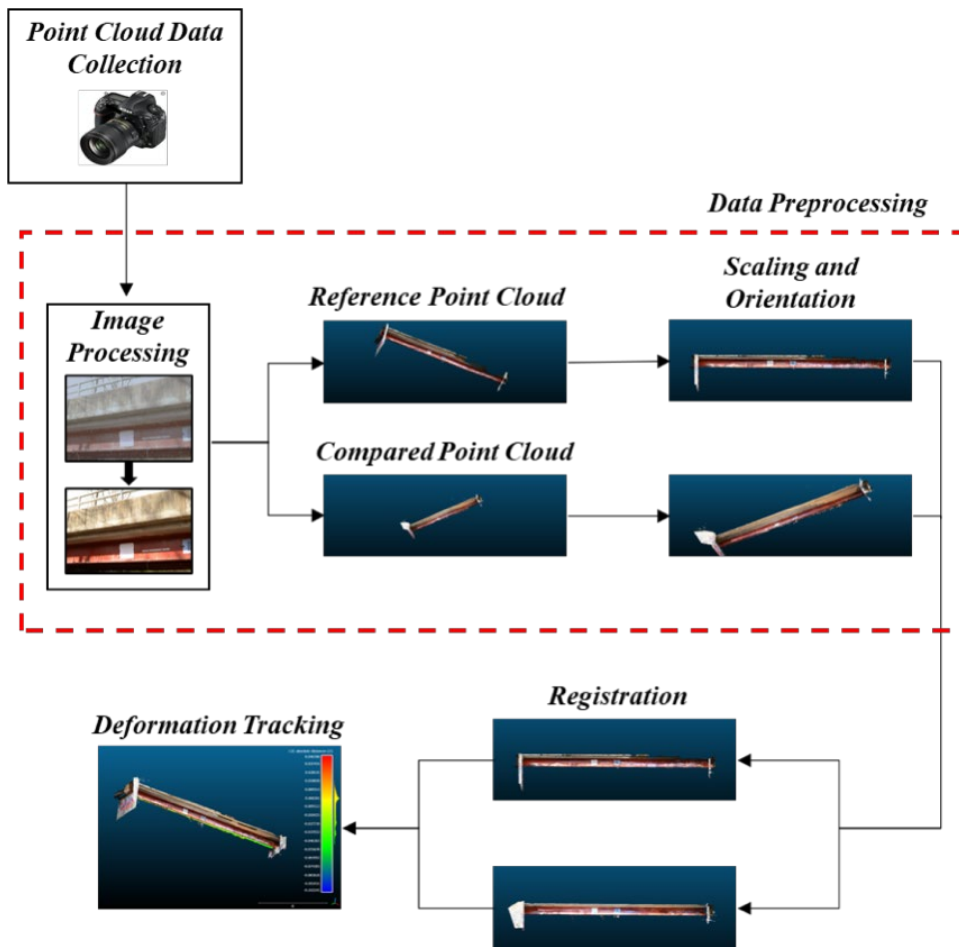 Point Cloud Data
Collection
Data Preprocessing
Image
Processing
Reference Point Cloud
Scaling and
Orientation
Compared Point Cloud
Registration
Deformation Tracking